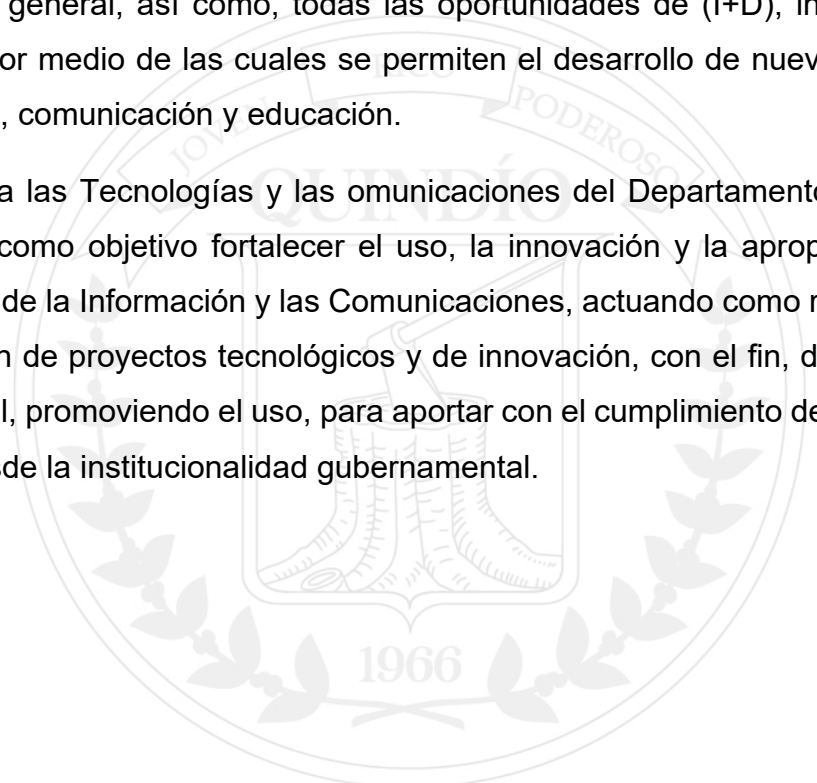 general, así como, todas las oportunidades de (I+D),
or medio de las cuales se permiten el desarrollo de
, comunicación y educación.
a las Tecnologías y las omunicaciones del Departamento
como objetivo fortalecer el uso, la innovación y la
de la Información y las Comunicaciones, actuando como
n de proyectos tecnológicos y de innovación, con el fin,
l, promoviendo el uso, para aportar con el cumplimiento de
de la institucionalidad gubernamental.
JOVEN RICO PODEROSO
QUINDÍO
1966